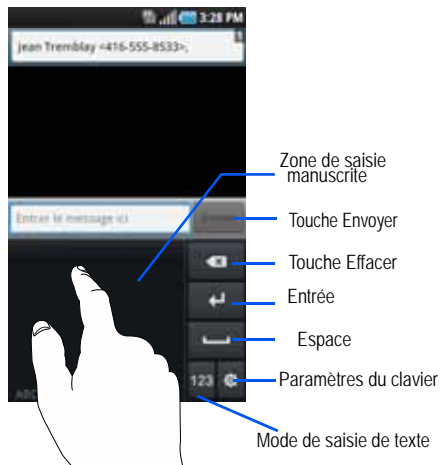 3:28 PM
Jean Tremblay <416-555-8533>,
Zone de saisie
manuscrite
Entrer le message ici
Touche Envoyer
Touche Effacer
Entrée
Espace
123
Paramètres du clavier
ABC
Mode de saisie de texte